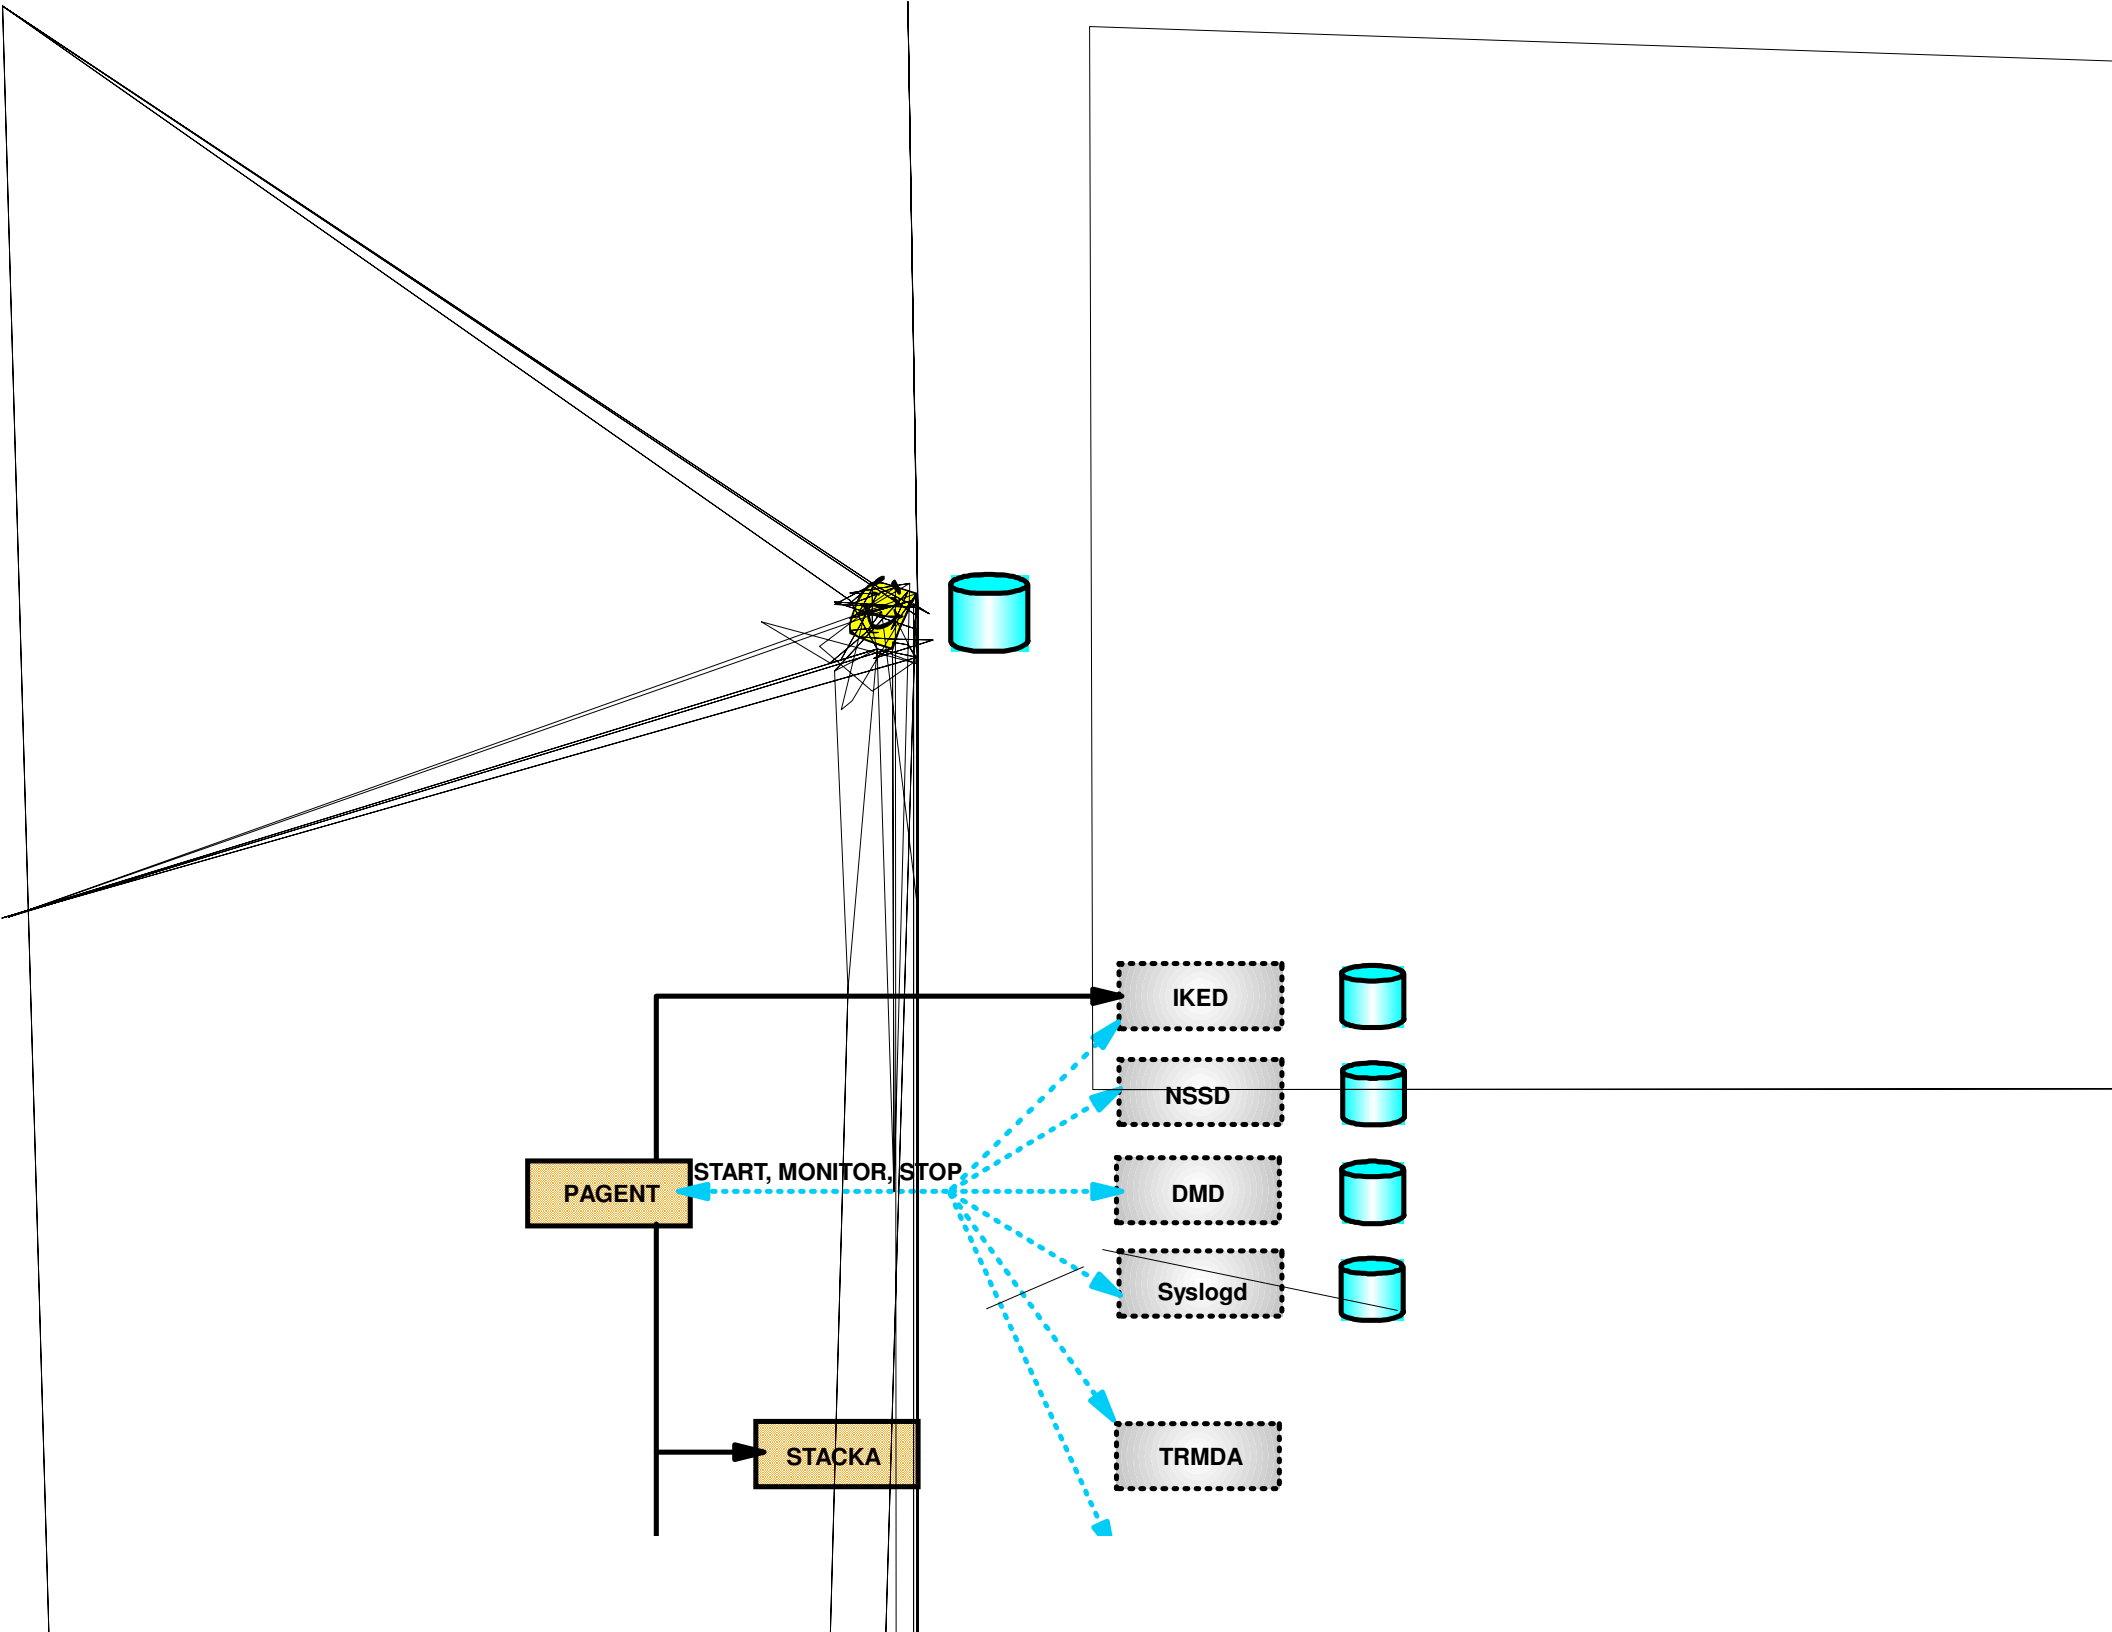 IKED
NSSD
START, MONITOR, STOP
PAGENT
DMD
Syslogd
STACKA
TRMDA